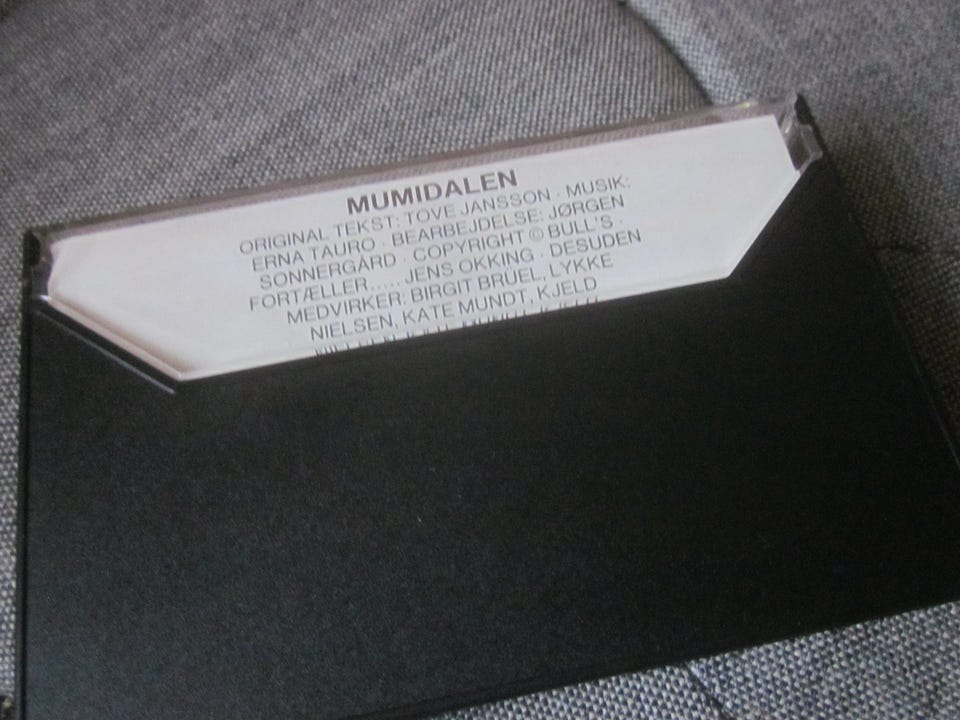 MUMIDALEN
ORIGINAL TEKST: TOVE JANSSON · MUSIK:
ERNA TAURO · BEARBEJDELSE: JØRGEN
SONNERGÅRD · COPYRIGHT © BULL'S ·
FORTÆLLER..... JENS OKKING · DESUDEN
MEDVIRKER: BIRGIT BRÜEL, LYKKE
NIELSEN, KATE MUNDT, KJELD